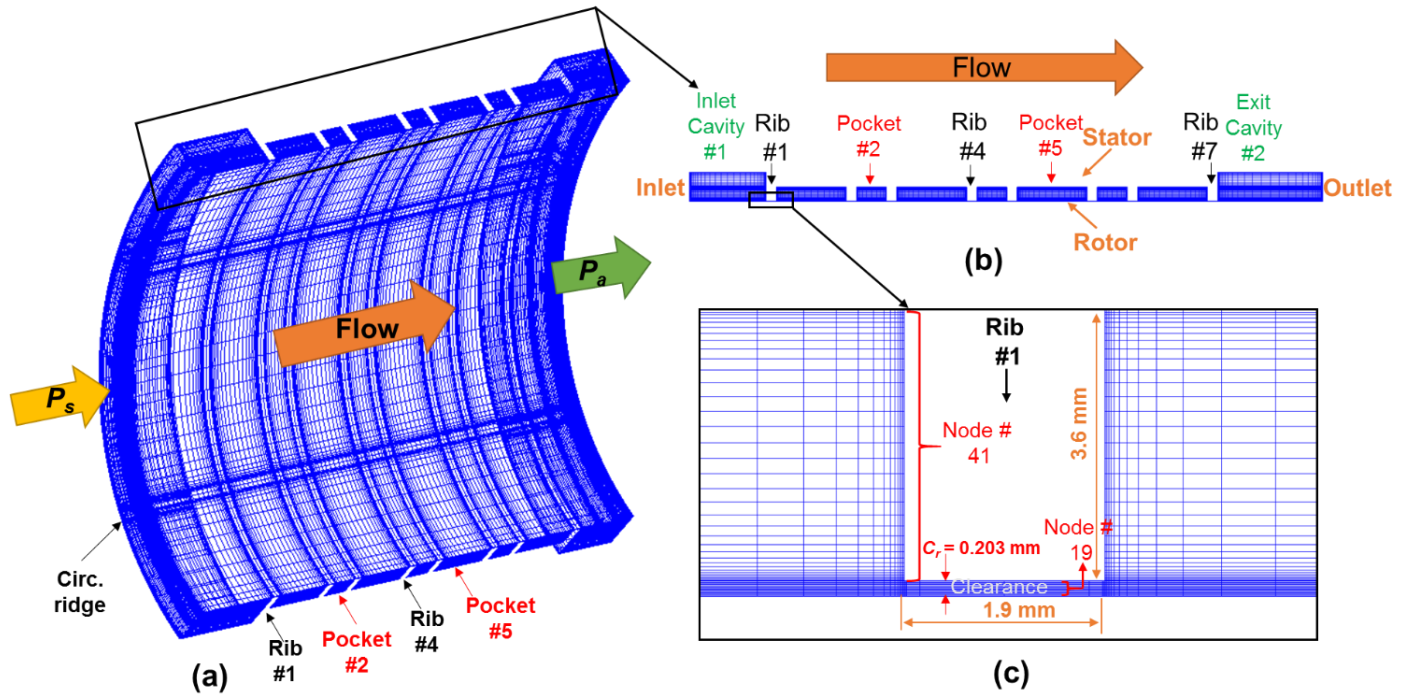 P_s
Flow
P_a
Circ.
ridge
Rib
#1
Pocket
#2
Rib
#4
Pocket
#5
(a)
Flow
Inlet
Cavity
#1
Rib
#1
Pocket
#2
Rib
#4
Pocket
#5
Stator
Rib
#7
Exit
Cavity
#2
Inlet
Outlet
Rotor
(b)
Rib
#1
Node #
41
3.6 mm
Node #
19
C_r = 0.203 mm
Clearance
1.9 mm
(c)